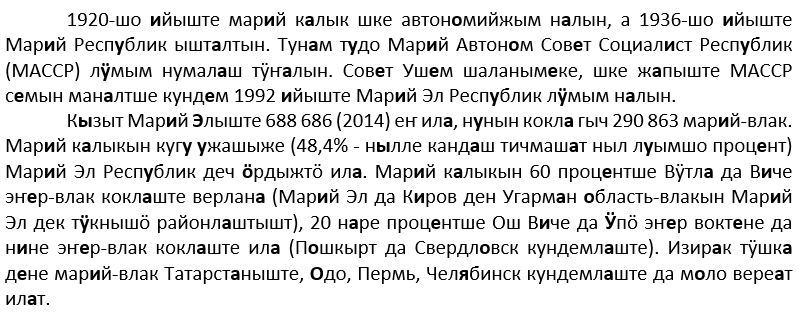 1920-шо ийыште марий калык шке автономийжым налын, а 1936-шо ийыште
Марий Республик ышталтын. Тунам тудо Марий Автоном Совет Социалист Республик
(МАССР) лӱмым нумалаш тӱҥалын. Совет Ушем шаланымеке, шке жапыште МАССР
семын маналтше кундем 1992 ийыште Марий Эл Республик лӱмым налын.
Кызыт Марий Элыште 688 686 (2014) еҥ ила, нунын кокла гыч 290 863 марий-влак.
Марий калыкын кугу ужашыже (48,4% - нылле кандаш тичмашат ныл луымшо процент)
Марий Эл Республик деч ӧрдыжтӧ ила. Марий калыкын 60 процентше Вӱтла да Виче
эҥер-влак коклаште верлана (Марий Эл да Киров ден Угарман область-влакын Марий
Эл дек тӱкнышӧ районлаштышт), 20 наре процентше Ош Виче да Ӱпӧ эҥер воктене да
нине эҥер-влак коклаште ила (Пошкырт да Свердловск кундемлаште). Изирак тӱшка
дене марий-влак Татарстаныште, Одо, Пермь, Челябинск кундемлаште да моло вереат
илат.